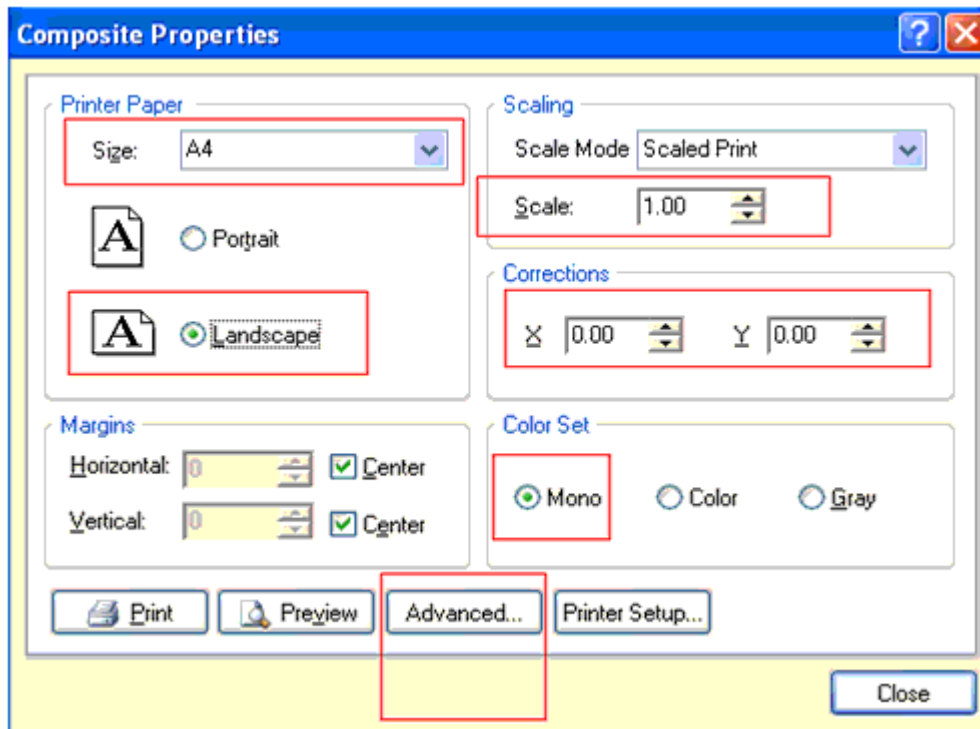 Composite Properties
Printer Paper
Size: A4
A Portrait
A Landscape
Scaling
Scale Mode Scaled Print
Scale: 1.00
Corrections
X 0.00 Y 0.00
Margins
Horizontal: 0 Center
Vertical: 0 Center
Color Set
Mono Color Gray
Print Preview Advanced... Printer Setup...
Close